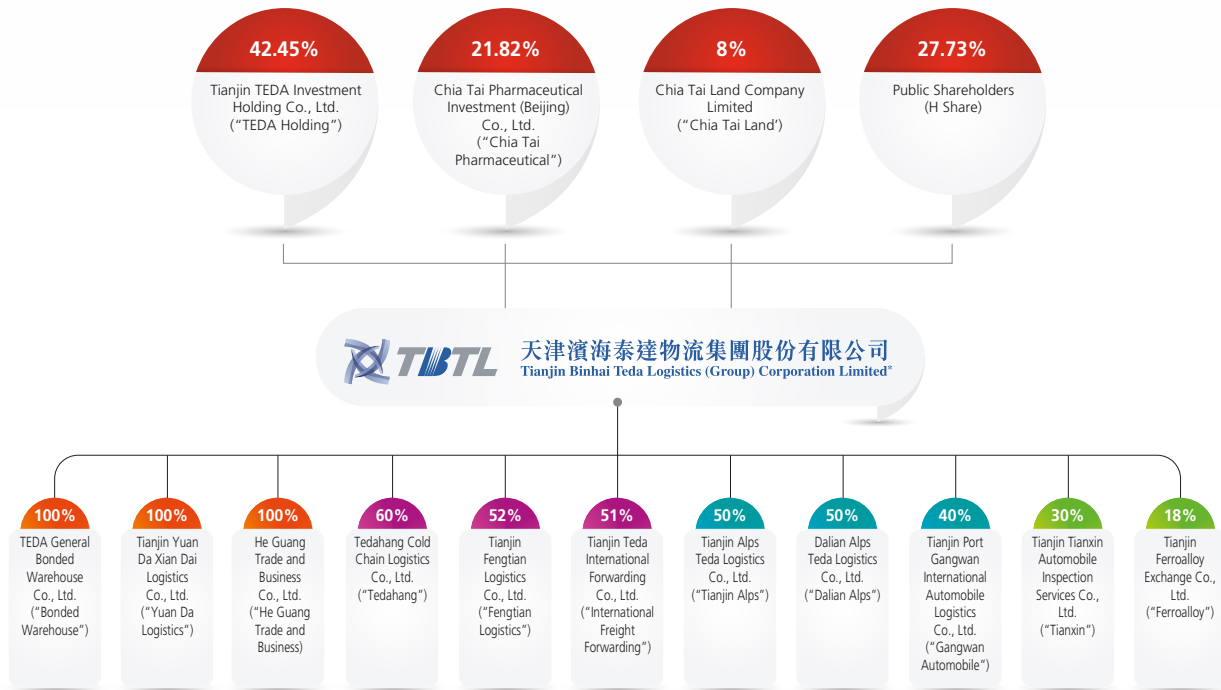 42.45%
Tianjin TEDA Investment
Holding Co., Ltd.
(“TEDA Holding”)
21.82%
Chia Tai Pharmaceutical
Investment (Beijing)
Co., Ltd.
(“Chia Tai
Pharmaceutical”)
8%
Chia Tai Land Company
Limited
(“Chia Tai Land’)
27.73%
Public Shareholders
(H Share)
TBTL
天津濱海泰達物流集團股份有限公司
Tianjin Binhai Teda Logistics (Group) Corporation Limited*
100%
TEDA General
Bonded
Warehouse
Co., Ltd.
(“Bonded
Warehouse”)
100%
Tianjin Yuan
Da Xian Dai
Logistics
Co., Ltd.
(“Yuan Da
Logistics”)
100%
He Guang
Trade and
Business
Co., Ltd.
(“He Guang
Trade and
Business)
60%
Tedahang Cold
Chain Logistics
Co., Ltd.
(“Tedahang”)
52%
Tianjin
Fengtian
Logistics
Co., Ltd.
(“Fengtian
Logistics”)
51%
Tianjin Teda
International
Forwarding
Co., Ltd.
(“International
Freight
Forwarding”)
50%
Tianjin Alps
Teda Logistics
Co., Ltd.
(“Tianjin Alps”)
50%
Dalian Alps
Teda Logistics
Co., Ltd.
(“Dalian Alps”)
40%
Tianjin Port
Gangwan
International
Automobile
Logistics
Co., Ltd.
(“Gangwan
Automobile”)
30%
Tianjin Tianxin
Automobile
Inspection
Services Co.,
Ltd.
(“Tianxin”)
18%
Tianjin
Ferroalloy
Exchange Co.,
Ltd.
(“Ferroalloy”)